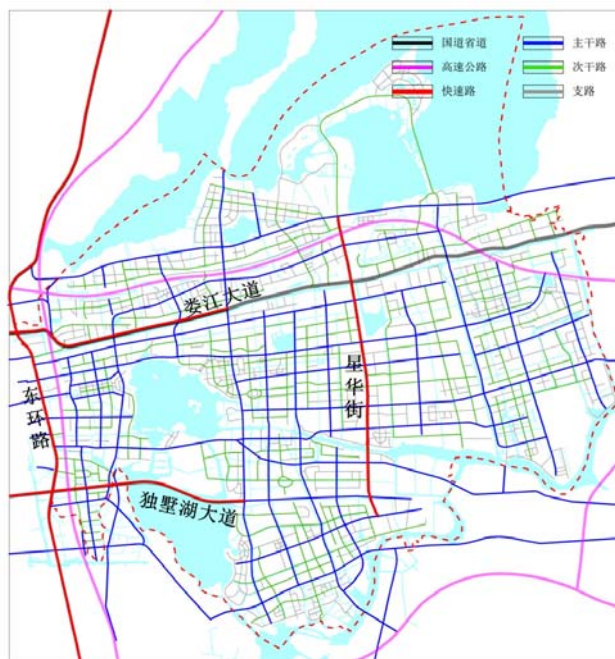 国道省道
主干路
高速公路
次干路
快速路
支路
娄江大道
星华街
东环路
独墅湖大道